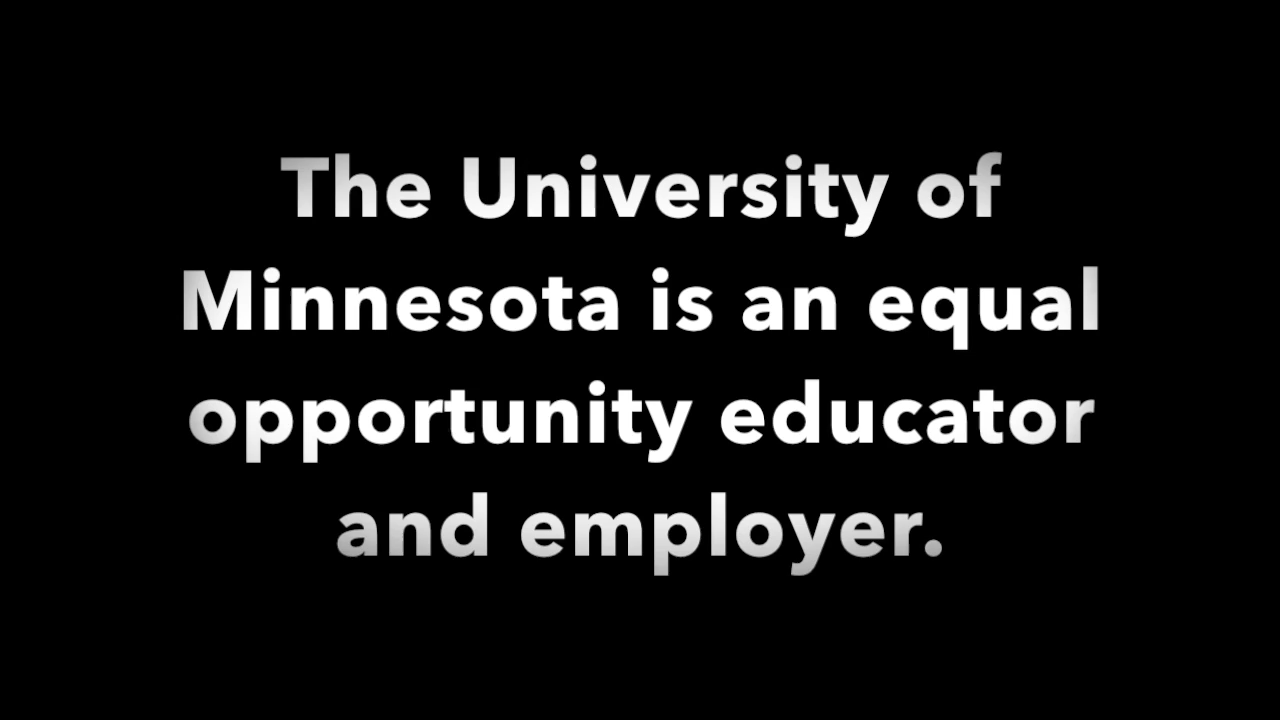 The University of
Minnesota is an equal
opportunity educator
and employer.